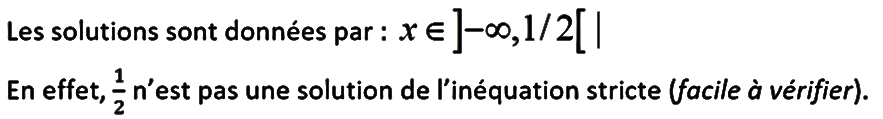 Les solutions sont données par : x ∈ ]−∞,1/2[ |
En effet, 1/2 n’est pas une solution de l’inéquation stricte (facile à vérifier).